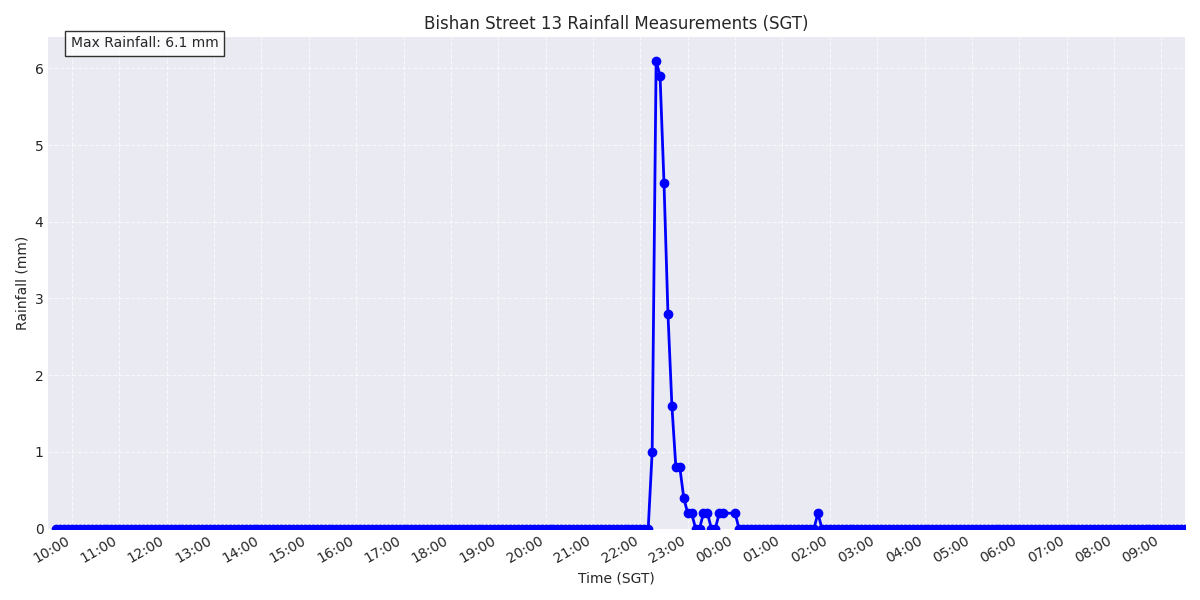 Bishan Street 13 Rainfall Measurements (SGT)
Max Rainfall: 6.1 mm
Rainfall (mm)
6
5
4
3
2
1
0
10:00 11:00 12:00 13:00 14:00 15:00 16:00 17:00 18:00 19:00 20:00 21:00 22:00 23:00 00:00 01:00 02:00 03:00 04:00 05:00 06:00 07:00 08:00 09:00
Time (SGT)